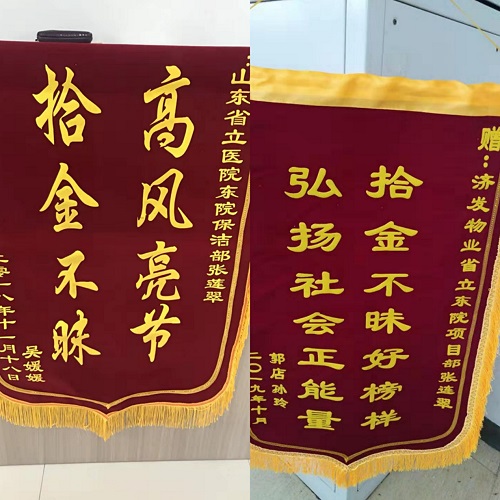 山东省立医院东院保洁部张莲翠
高风亮节
拾金不昧
吴媛媛
二零一八年十一月十八日
赠:济发物业省立东院项目部张连翠
拾金不昧好榜样
弘扬社会正能量
郭店孙玲
二〇一九年十月